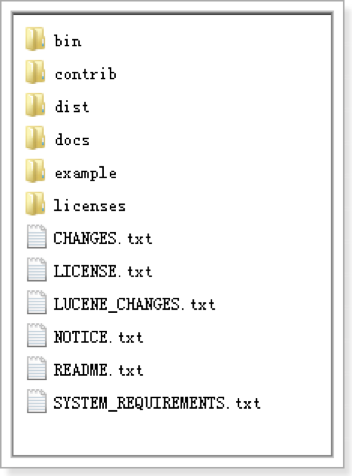 bin
contrib
dist
docs
example
licenses
CHANGES.txt
LICENSE.txt
LUCENE_CHANGES.txt
NOTICE.txt
README.txt
SYSTEM_REQUIREMENTS.txt